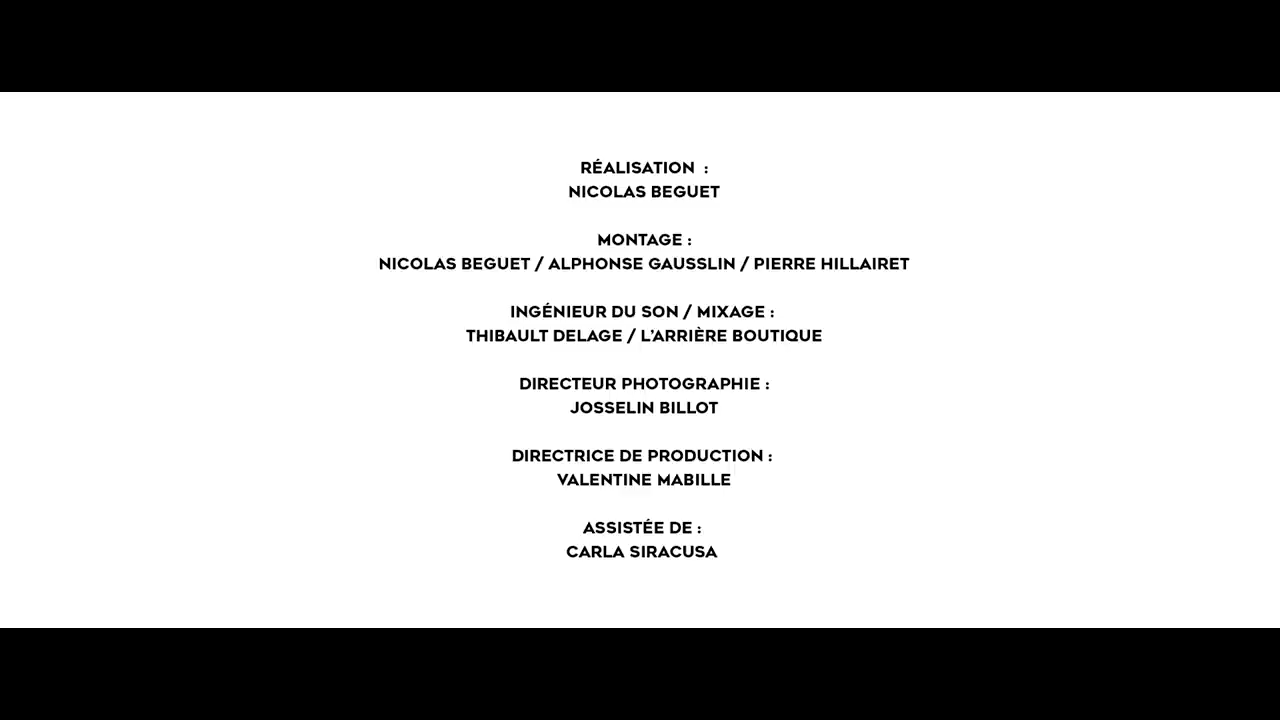 RÉALISATION :
NICOLAS BEGUET
MONTAGE :
NICOLAS BEGUET / ALPHONSE GAUSSLIN / PIERRE HILLAIRET
INGÉNIEUR DU SON / MIXAGE :
THIBAULT DELAGE / L'ARRIÈRE BOUTIQUE
DIRECTEUR PHOTOGRAPHIE :
JOSSELIN BILLOT
DIRECTRICE DE PRODUCTION :
VALENTINE MABILLE
ASSISTÉE DE :
CARLA SIRACUSA